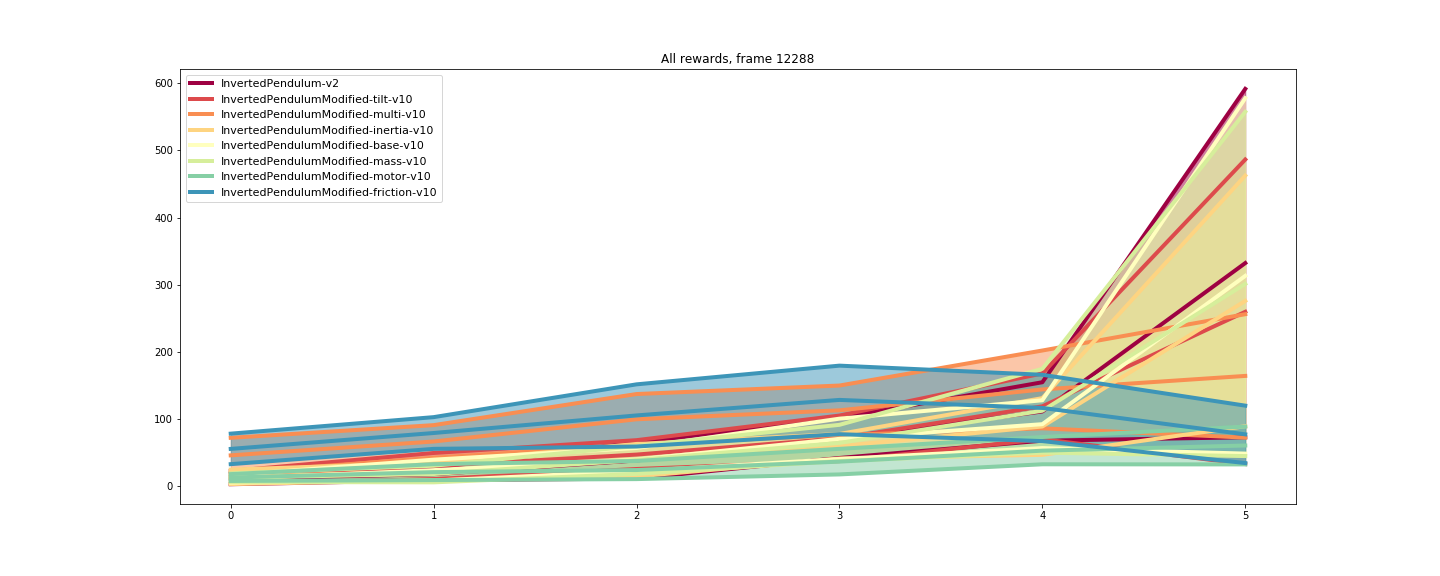 All rewards, frame 12288
InvertedPendulum-v2
InvertedPendulumModified-tilt-v10
InvertedPendulumModified-multi-v10
InvertedPendulumModified-inertia-v10
InvertedPendulumModified-base-v10
InvertedPendulumModified-mass-v10
InvertedPendulumModified-motor-v10
InvertedPendulumModified-friction-v10
600
500
400
300
200
100
0
0 1 2 3 4 5